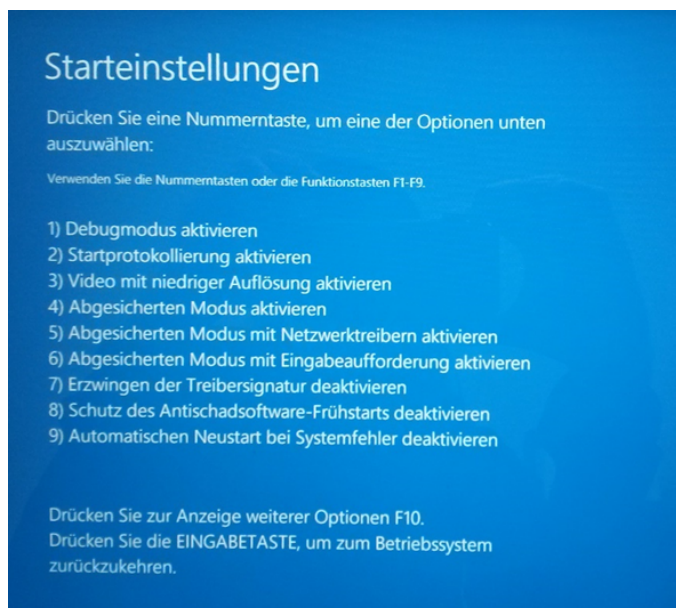 Starteinstellungen
Drücken Sie eine Nummerntaste, um eine der Optionen unten
auszuwählen:
Verwenden Sie die Nummerntasten oder die Funktionstasten F1-F9.
1) Debugmodus aktivieren
2) Startprotokollierung aktivieren
3) Video mit niedriger Auflösung aktivieren
4) Abgesicherten Modus aktivieren
5) Abgesicherten Modus mit Netzwerktreibern aktivieren
6) Abgesicherten Modus mit Eingabeaufforderung aktivieren
7) Erzwingen der Treibersignatur deaktivieren
8) Schutz des Antischadsoftware-Frühstarts deaktivieren
9) Automatischen Neustart bei Systemfehler deaktivieren
Drücken Sie zur Anzeige weiterer Optionen F10.
Drücken Sie die EINGABETASTE, um zum Betriebssystem
zurückzukehren.